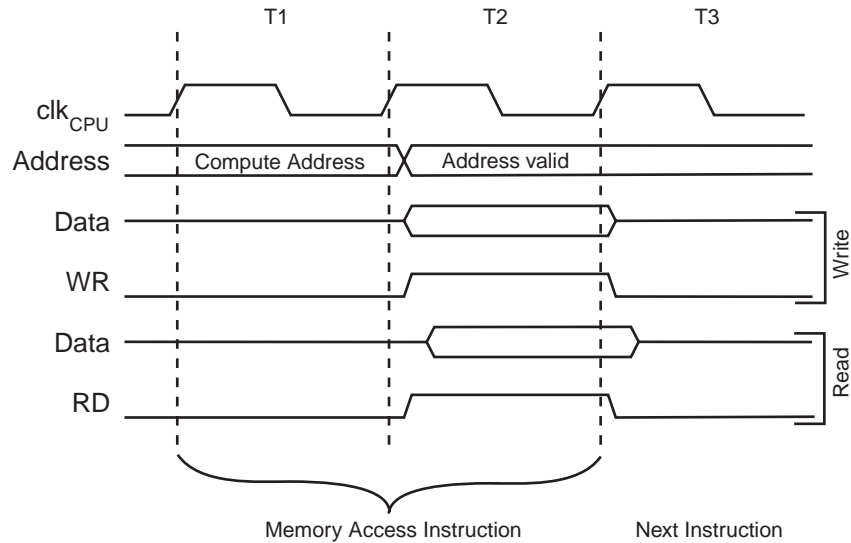 T1 T2 T3
clkCPU
Address Compute Address Address valid
Data
WR
Write
Data
RD
Read
Memory Access Instruction Next Instruction